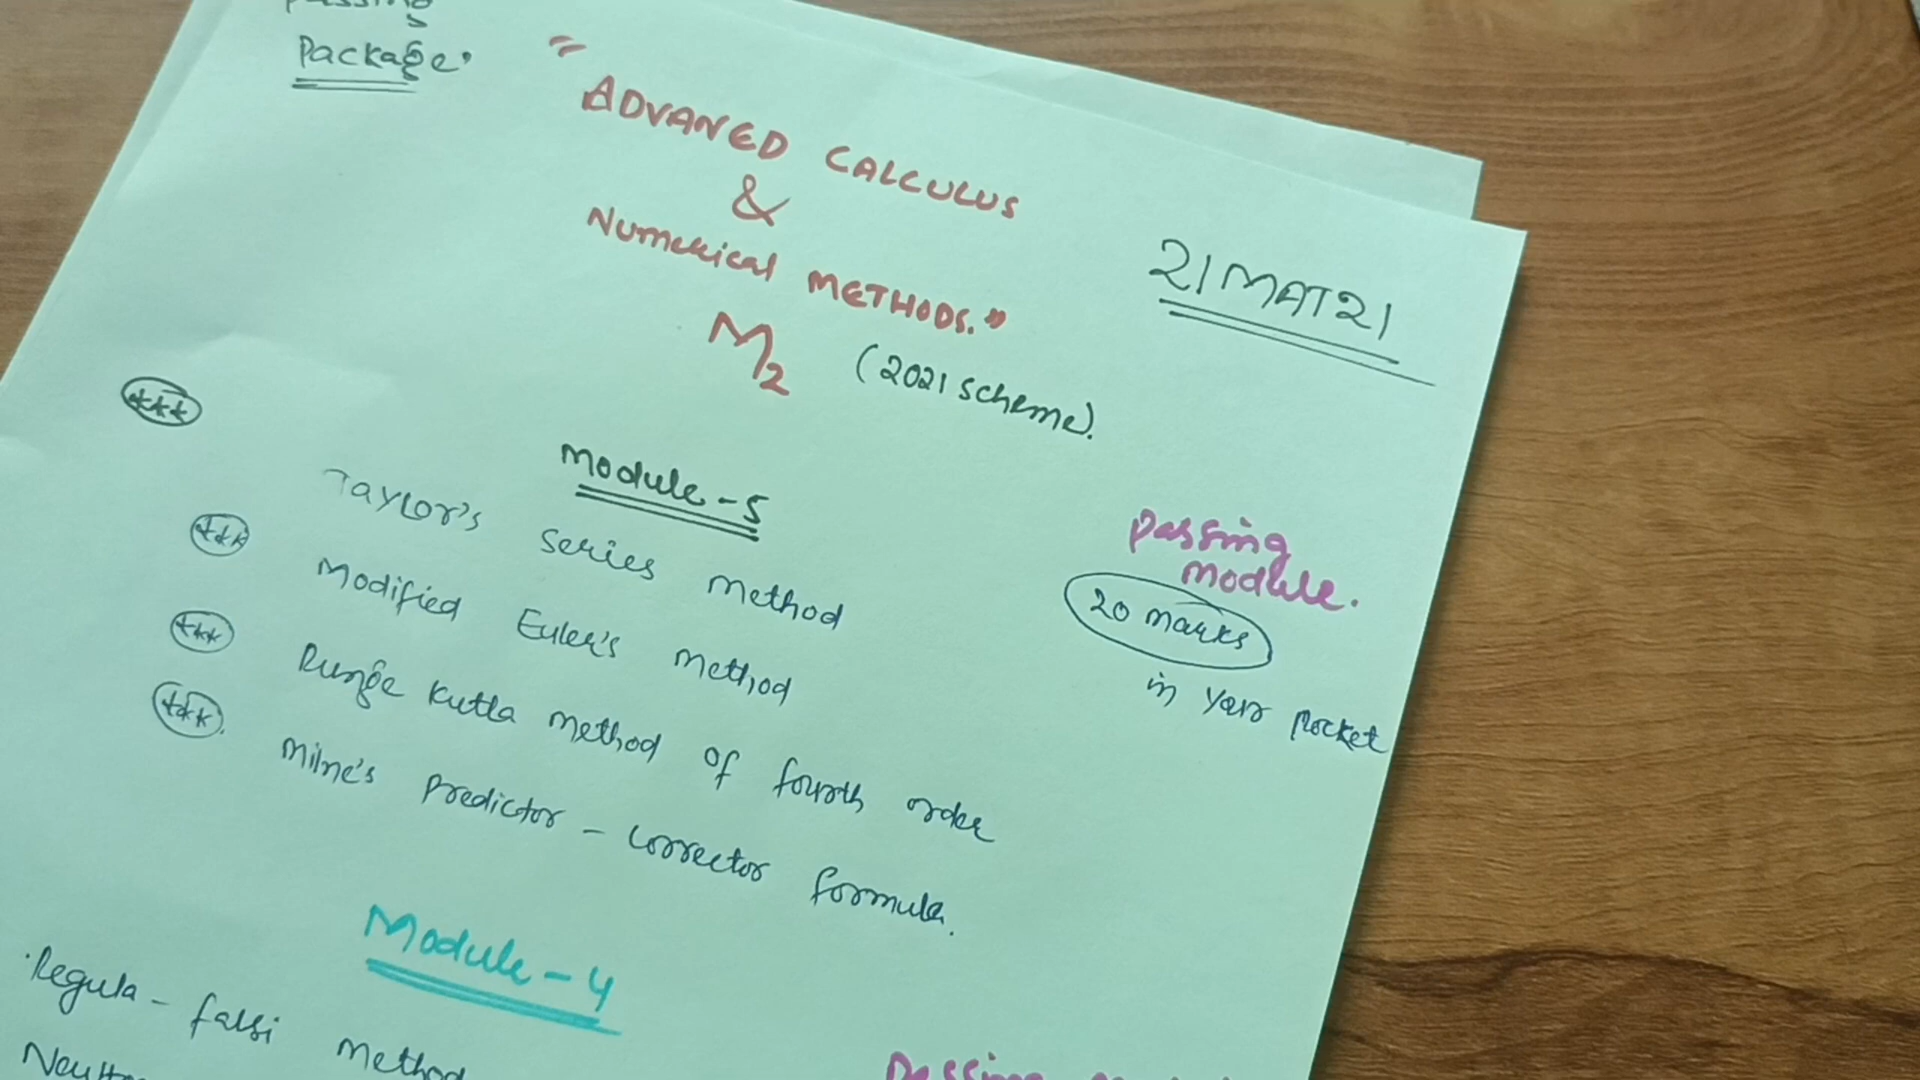 Package.
"ADVANED CALCULUS
&
Numerical METHODS."
21MAT21
M2 (2021 scheme).
Module-5
*** Taylor's series method
*** Modified Euler's method
*** Runge kutta method of fourth order
*** Milne's predictor - corrector formula.
passing
module.
20 marks
in your pocket
Module-4
Regula - falsi method